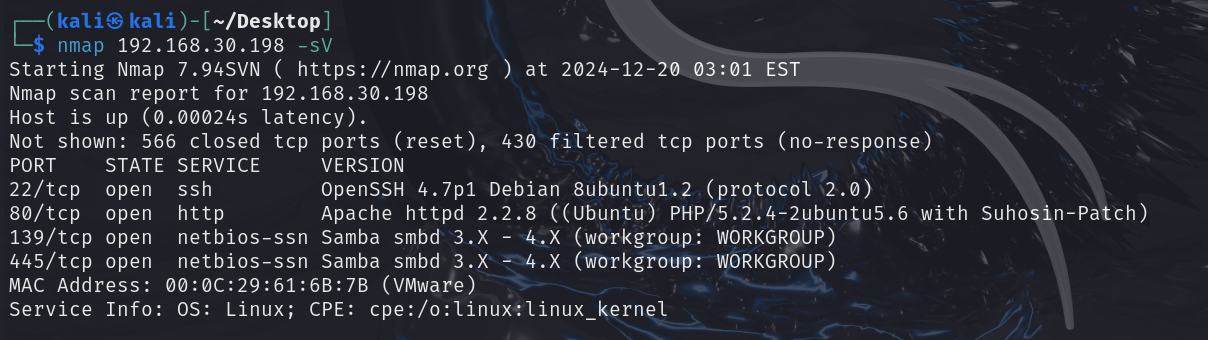 ┌──(kali㉿kali)-[~/Desktop]
└─$ nmap 192.168.30.198 -sV
Starting Nmap 7.94SVN ( https://nmap.org ) at 2024-12-20 03:01 EST
Nmap scan report for 192.168.30.198
Host is up (0.00024s latency).
Not shown: 566 closed tcp ports (reset), 430 filtered tcp ports (no-response)
PORT    STATE SERVICE     VERSION
22/tcp  open  ssh         OpenSSH 4.7p1 Debian 8ubuntu1.2 (protocol 2.0)
80/tcp  open  http        Apache httpd 2.2.8 ((Ubuntu) PHP/5.2.4-2ubuntu5.6 with Suhosin-Patch)
139/tcp open  netbios-ssn Samba smbd 3.X - 4.X (workgroup: WORKGROUP)
445/tcp open  netbios-ssn Samba smbd 3.X - 4.X (workgroup: WORKGROUP)
MAC Address: 00:0C:29:61:6B:7B (VMware)
Service Info: OS: Linux; CPE: cpe:/o:linux:linux_kernel